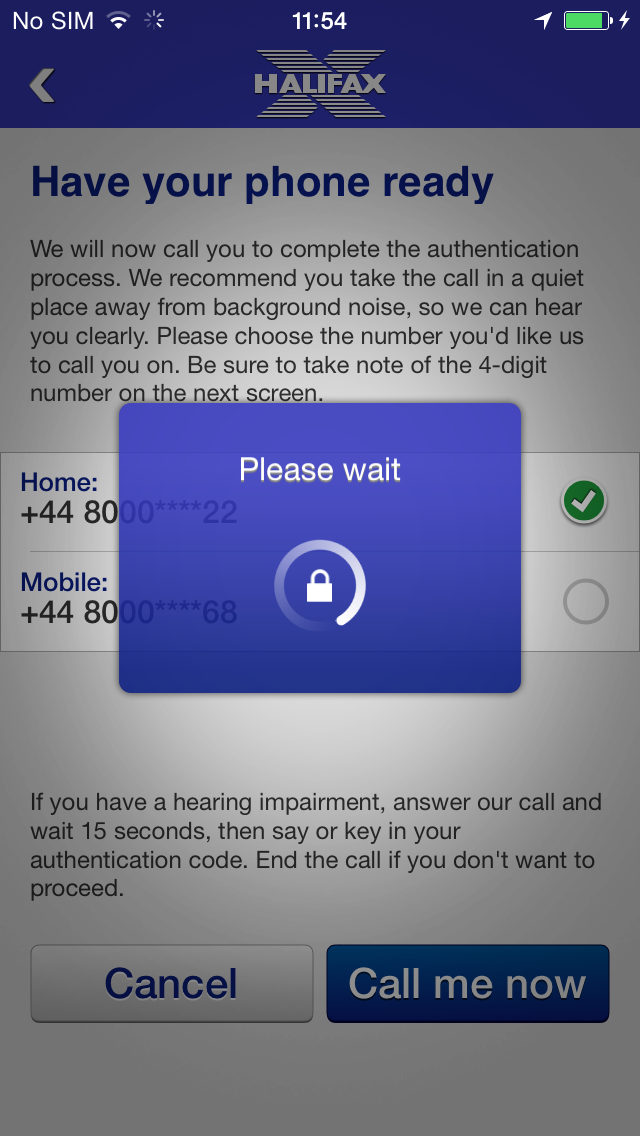 No SIM 11:54
HALIFAX
Have your phone ready
We will now call you to complete the authentication
process. We recommend you take the call in a quiet
place away from background noise, so we can hear
you clearly. Please choose the number you'd like us
to call you on. Be sure to take note of the 4-digit
number on the next screen.
Please wait
Home:
+44 8000****22
Mobile:
+44 8000****68
If you have a hearing impairment, answer our call and
wait 15 seconds, then say or key in your
authentication code. End the call if you don't want to
proceed.
Cancel Call me now